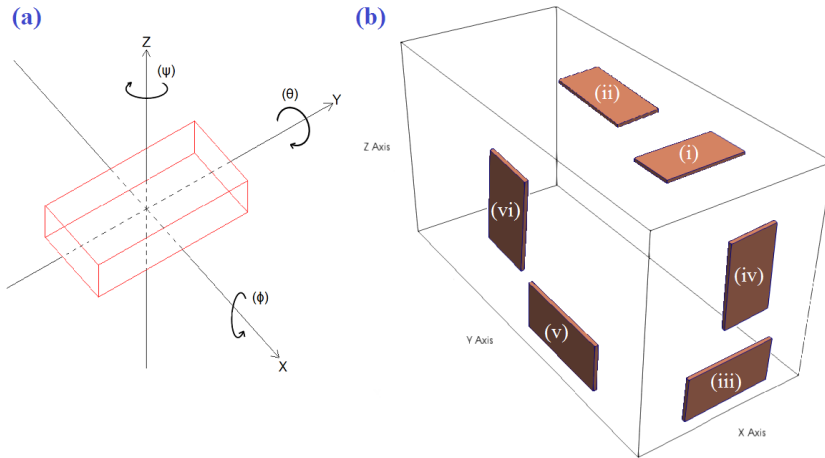 (a)
Z
(ψ)
(θ)
Y
(ϕ)
X
(b)
Z Axis
(ii)
(i)
(vi)
(iv)
(v)
Y Axis
(iii)
X Axis